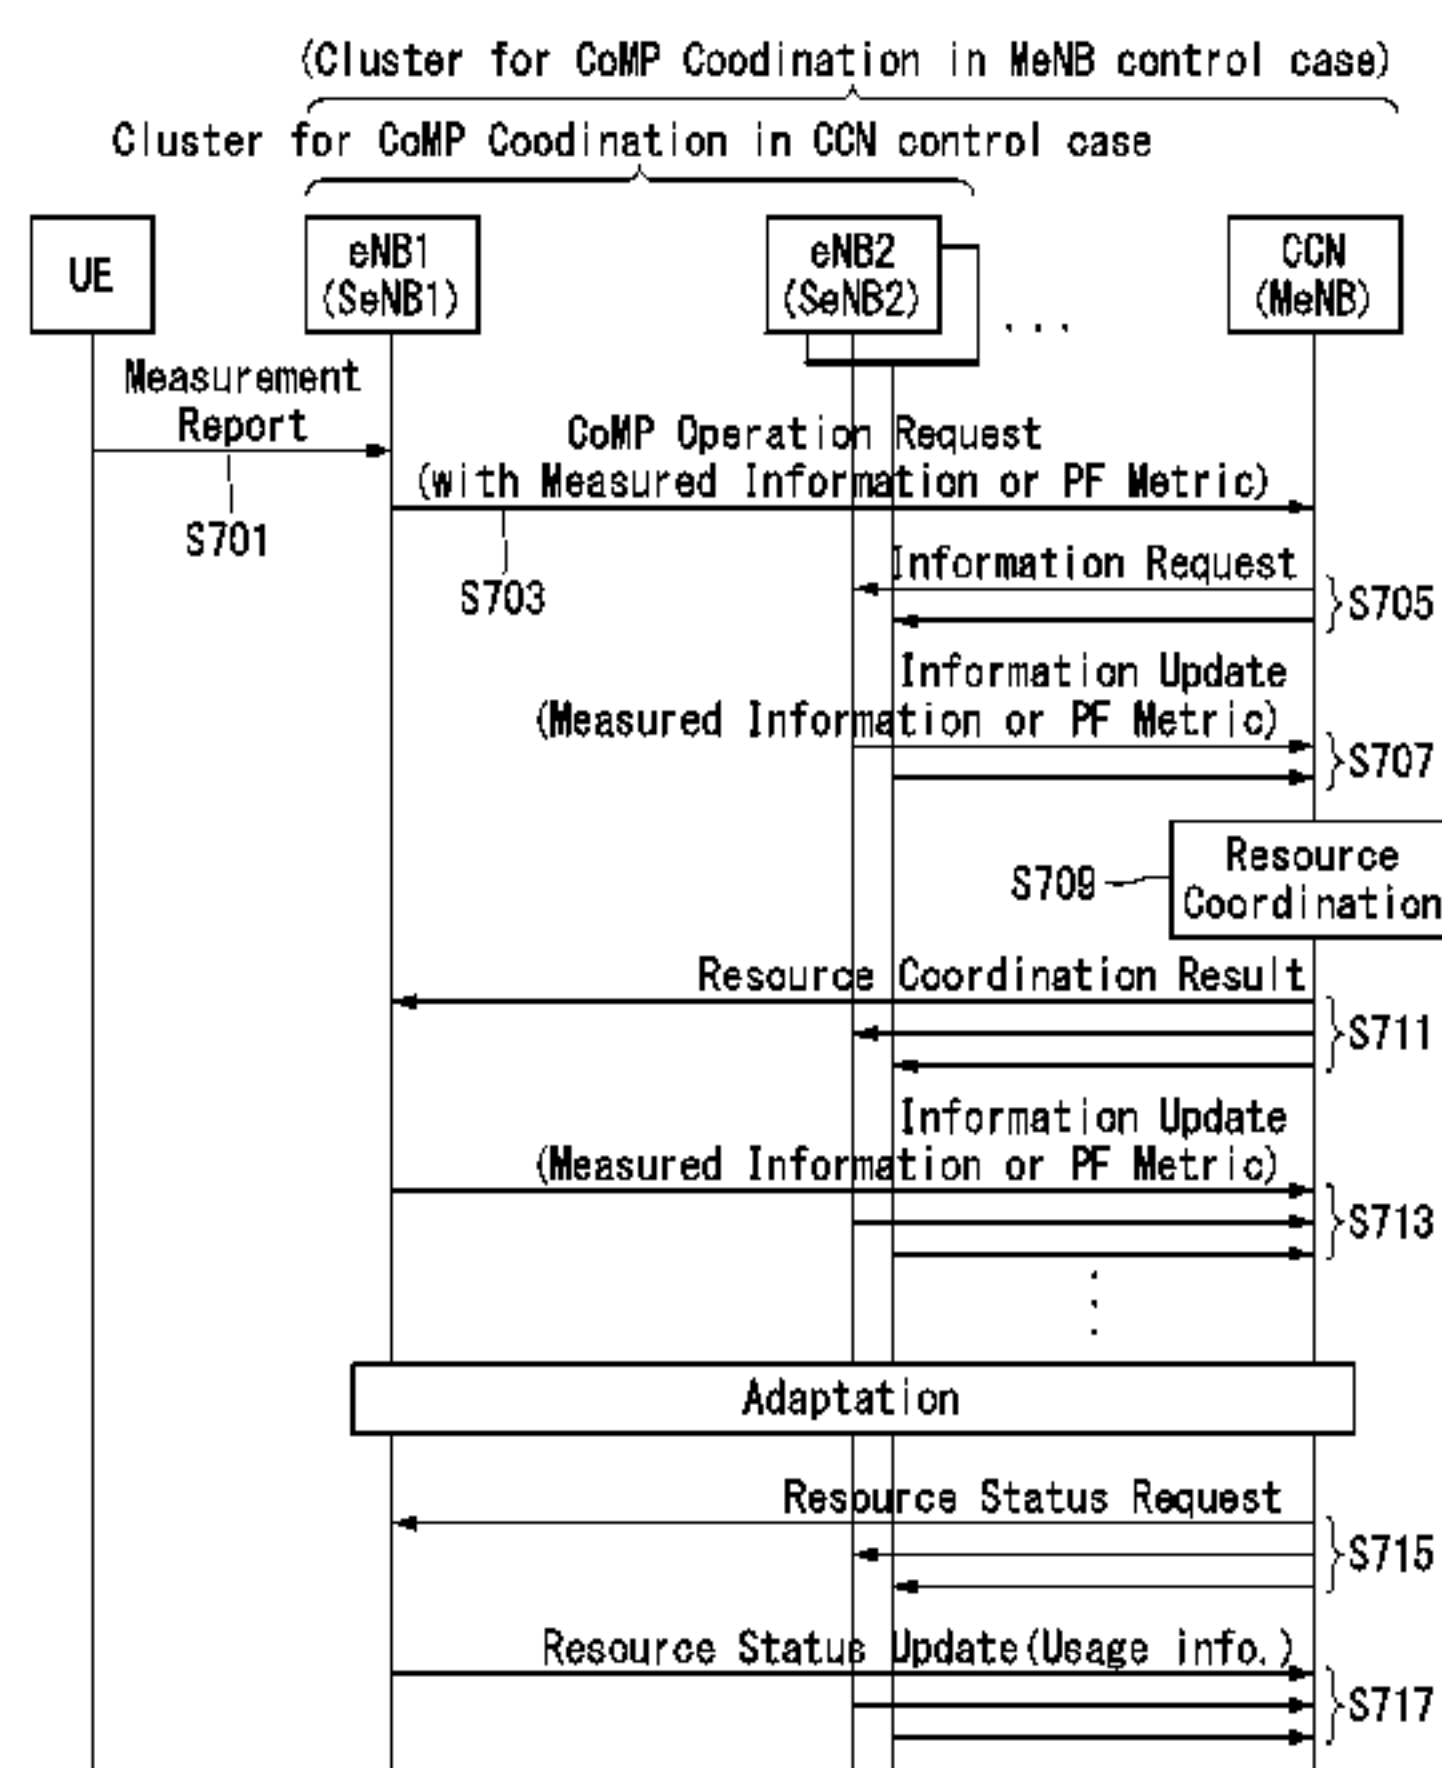 (Cluster for CoMP Coodination in MeNB control case)
Cluster for CoMP Coodination in CCN control case
UE
eNB1
(SeNB1)
eNB2
(SeNB2)
...
CCN
(MeNB)
Measurement
Report
S701
CoMP Operation Request
(with Measured Information or PF Metric)
S703
Information Request
S705
Information Update
(Measured Information or PF Metric)
S707
S709
Resource
Coordination
Resource Coordination Result
S711
Information Update
(Measured Information or PF Metric)
S713
Adaptation
Resource Status Request
S715
Resource Status Update(Usage info.)
S717